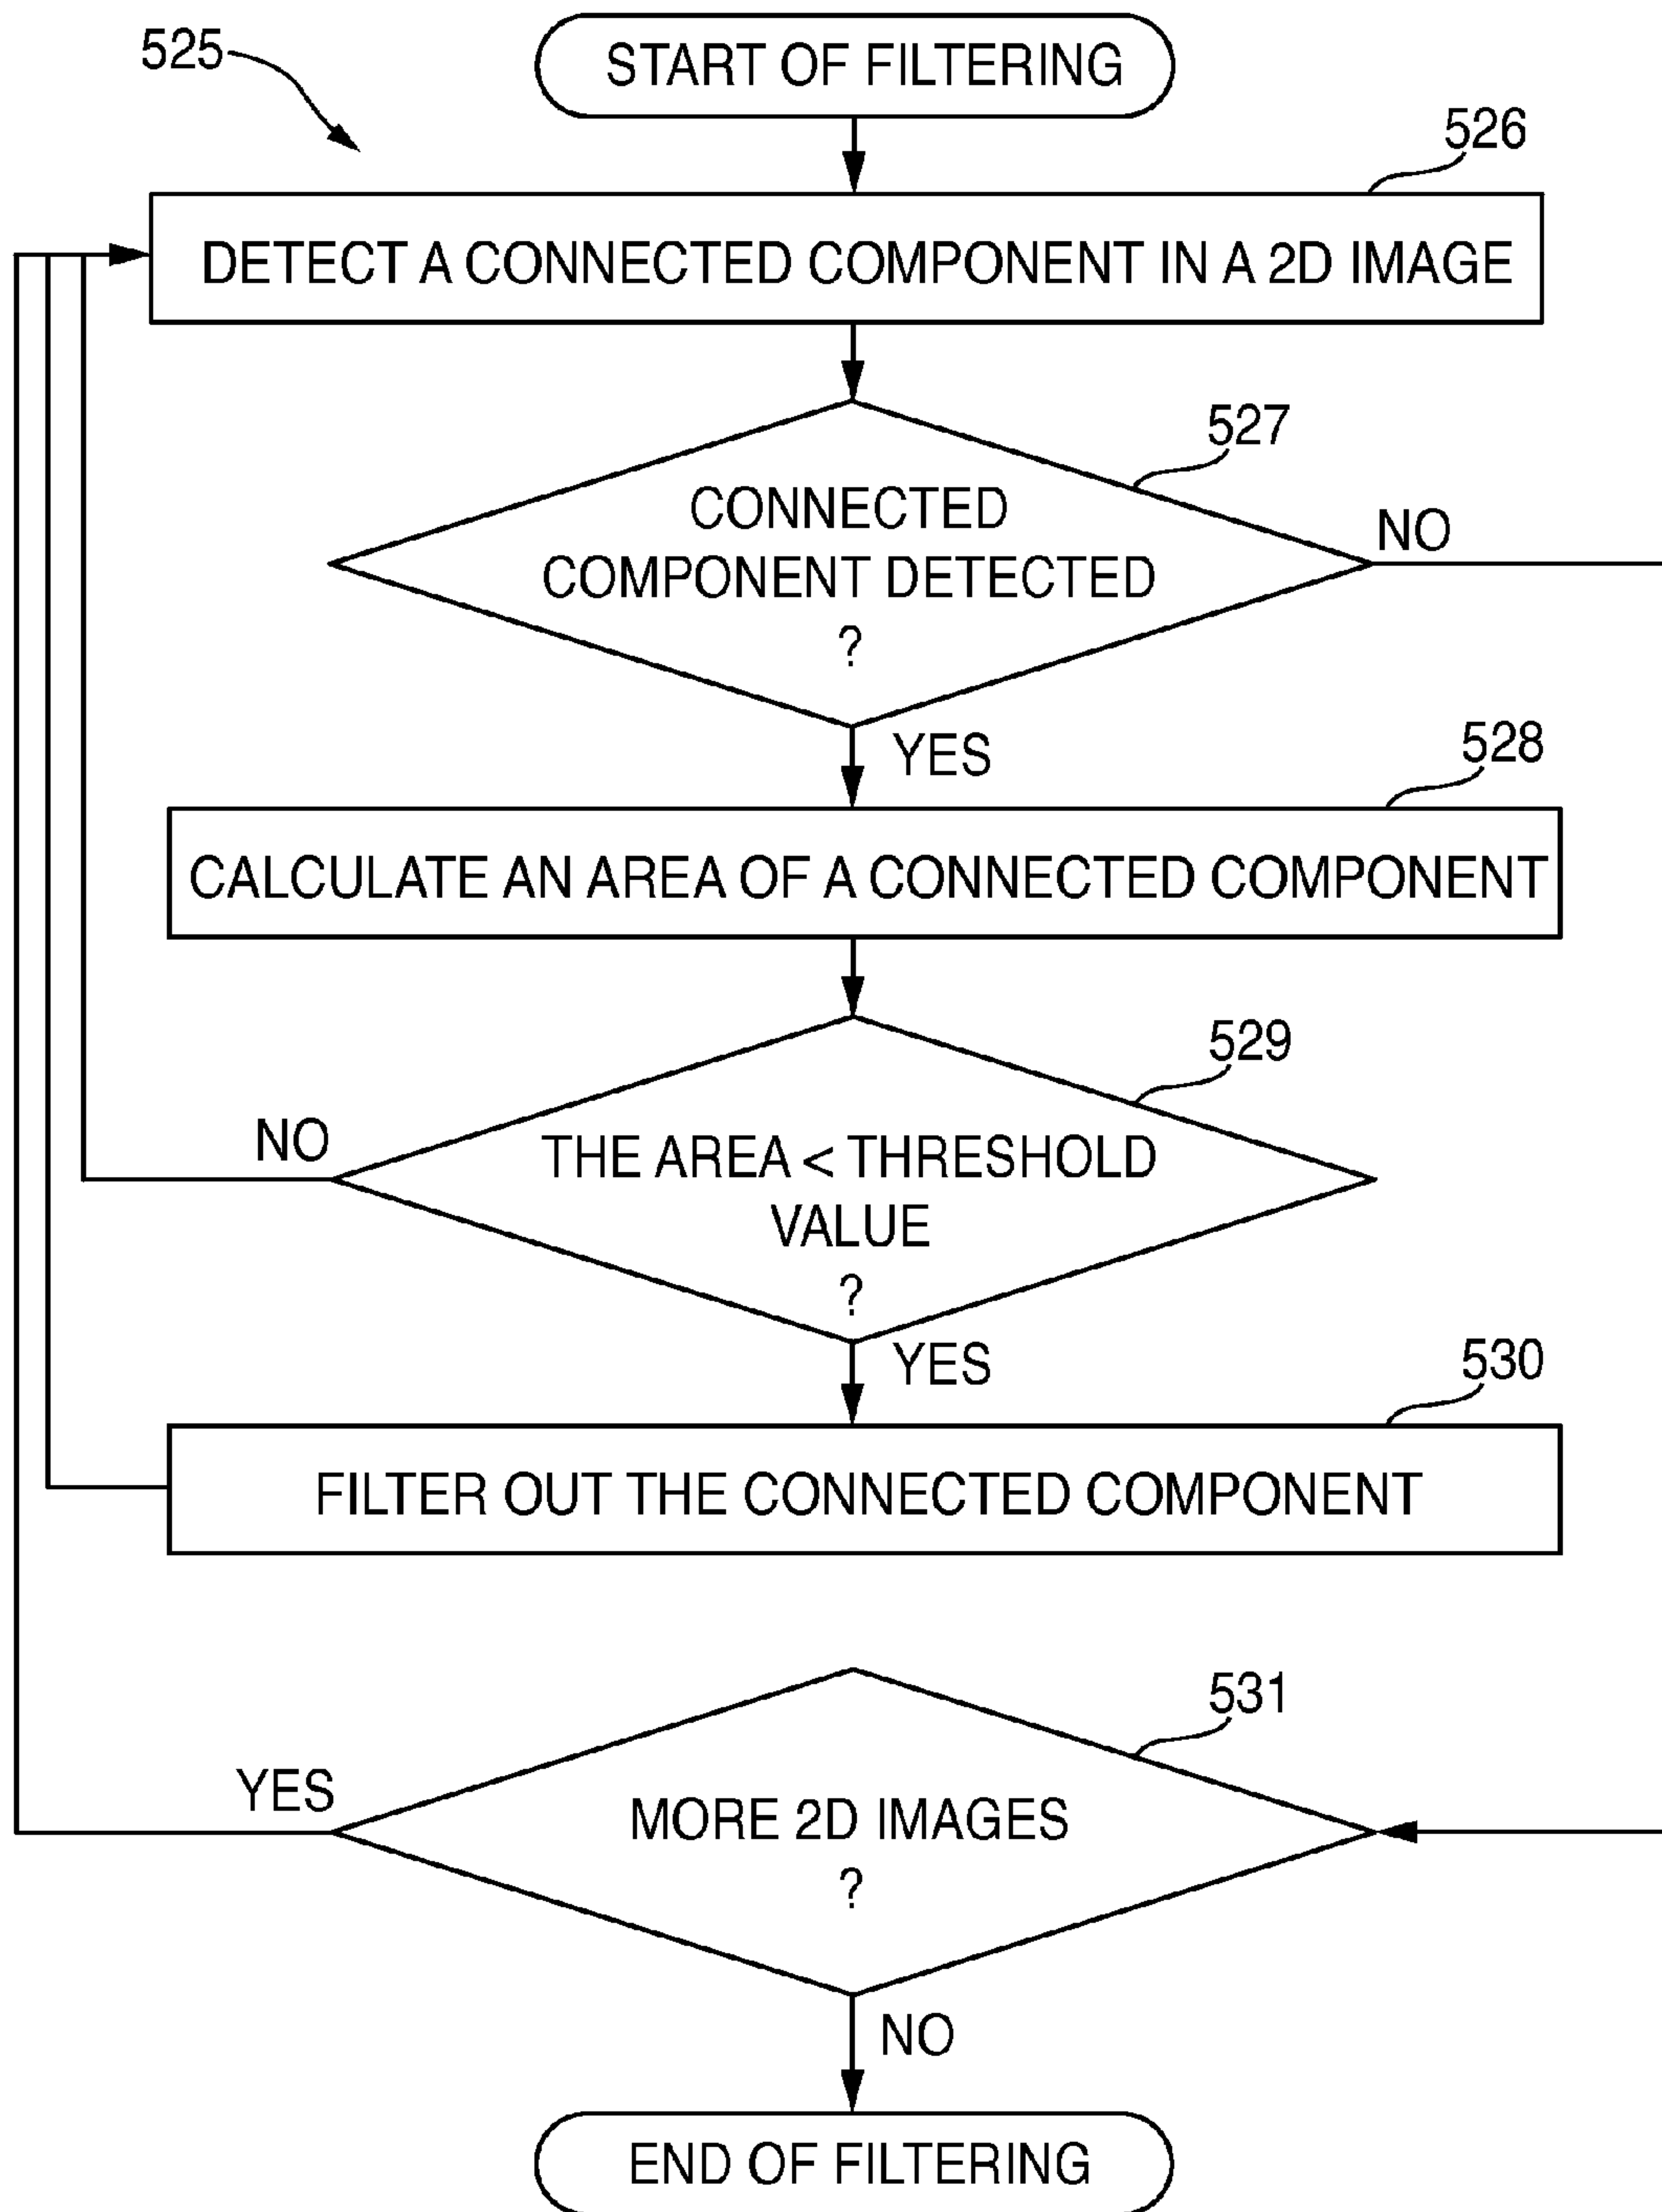 525
START OF FILTERING
526
DETECT A CONNECTED COMPONENT IN A 2D IMAGE
527
CONNECTED
COMPONENT DETECTED
?
NO
YES
528
CALCULATE AN AREA OF A CONNECTED COMPONENT
529
NO
THE AREA < THRESHOLD
VALUE
?
YES
530
FILTER OUT THE CONNECTED COMPONENT
531
YES
MORE 2D IMAGES
?
NO
END OF FILTERING